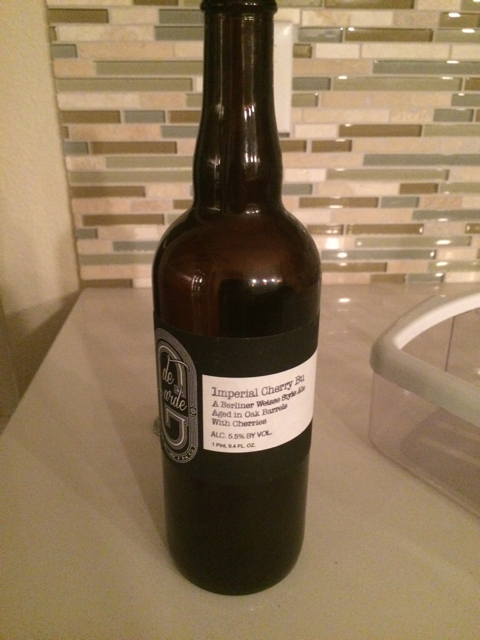 de
Garde
Imperial Cherry Bu
A Berliner Weisse Style Ale
Aged in Oak Barrels
With Cherries
ALC. 5.5% BY VOL.
1 Pint, 9.4 FL. OZ.